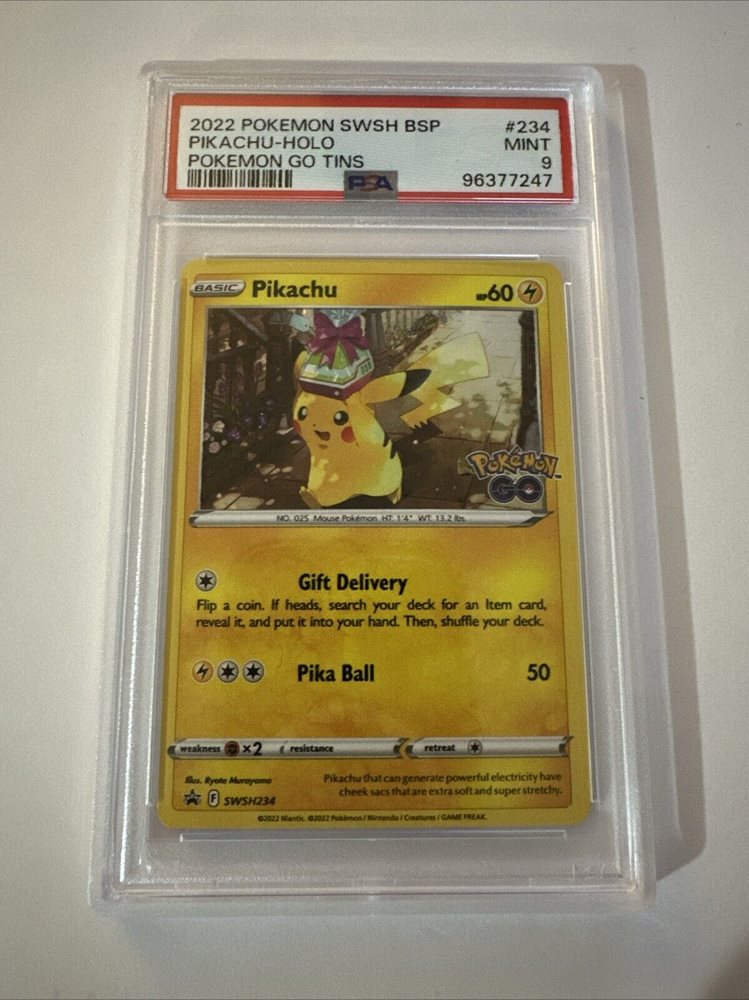 2022 POKEMON SWSH BSP #234
PIKACHU-HOLO MINT
POKEMON GO TINS 9
PSA 96377247
BASIC Pikachu HP60
Pokémon
GO
NO. 025 Mouse Pokémon HT: 1'4" WT: 13.2 lbs.
Gift Delivery
Flip a coin. If heads, search your deck for an Item card,
reveal it, and put it into your hand. Then, shuffle your deck.
Pika Ball 50
weakness ×2 resistance retreat
Illus. Ryota Murayama
Pikachu that can generate powerful electricity have
cheek sacs that are extra soft and super stretchy.
F SWSH234
©2022 Niantic. ©2022 Pokémon / Nintendo / Creatures / GAME FREAK.